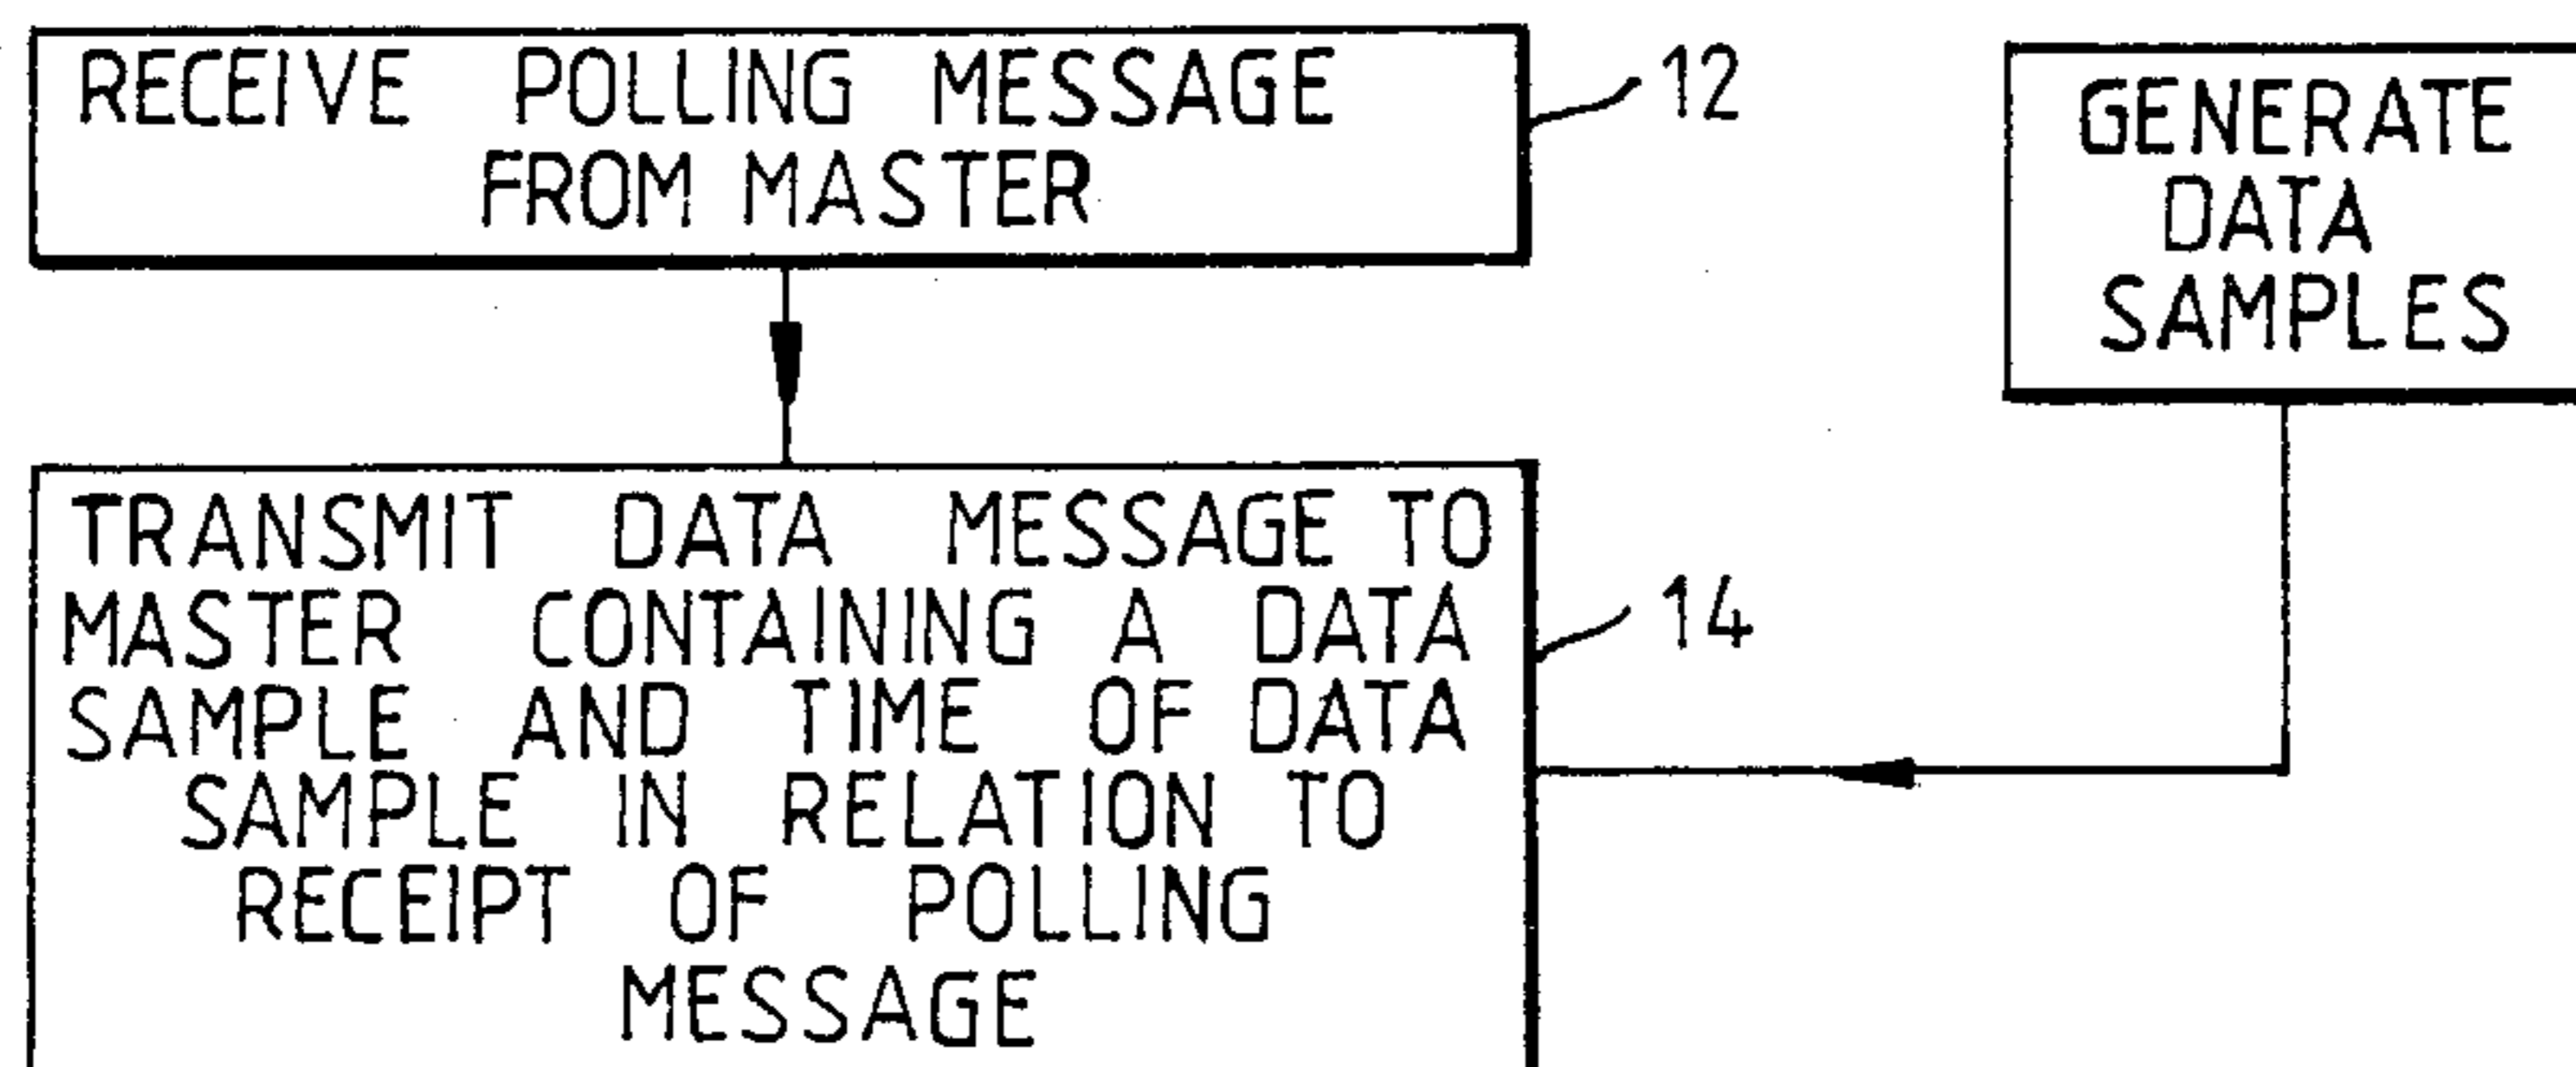 RECEIVE POLLING MESSAGE
FROM MASTER
12
GENERATE
DATA
SAMPLES
TRANSMIT DATA MESSAGE TO
MASTER CONTAINING A DATA
SAMPLE AND TIME OF DATA
SAMPLE IN RELATION TO
RECEIPT OF POLLING
MESSAGE
14